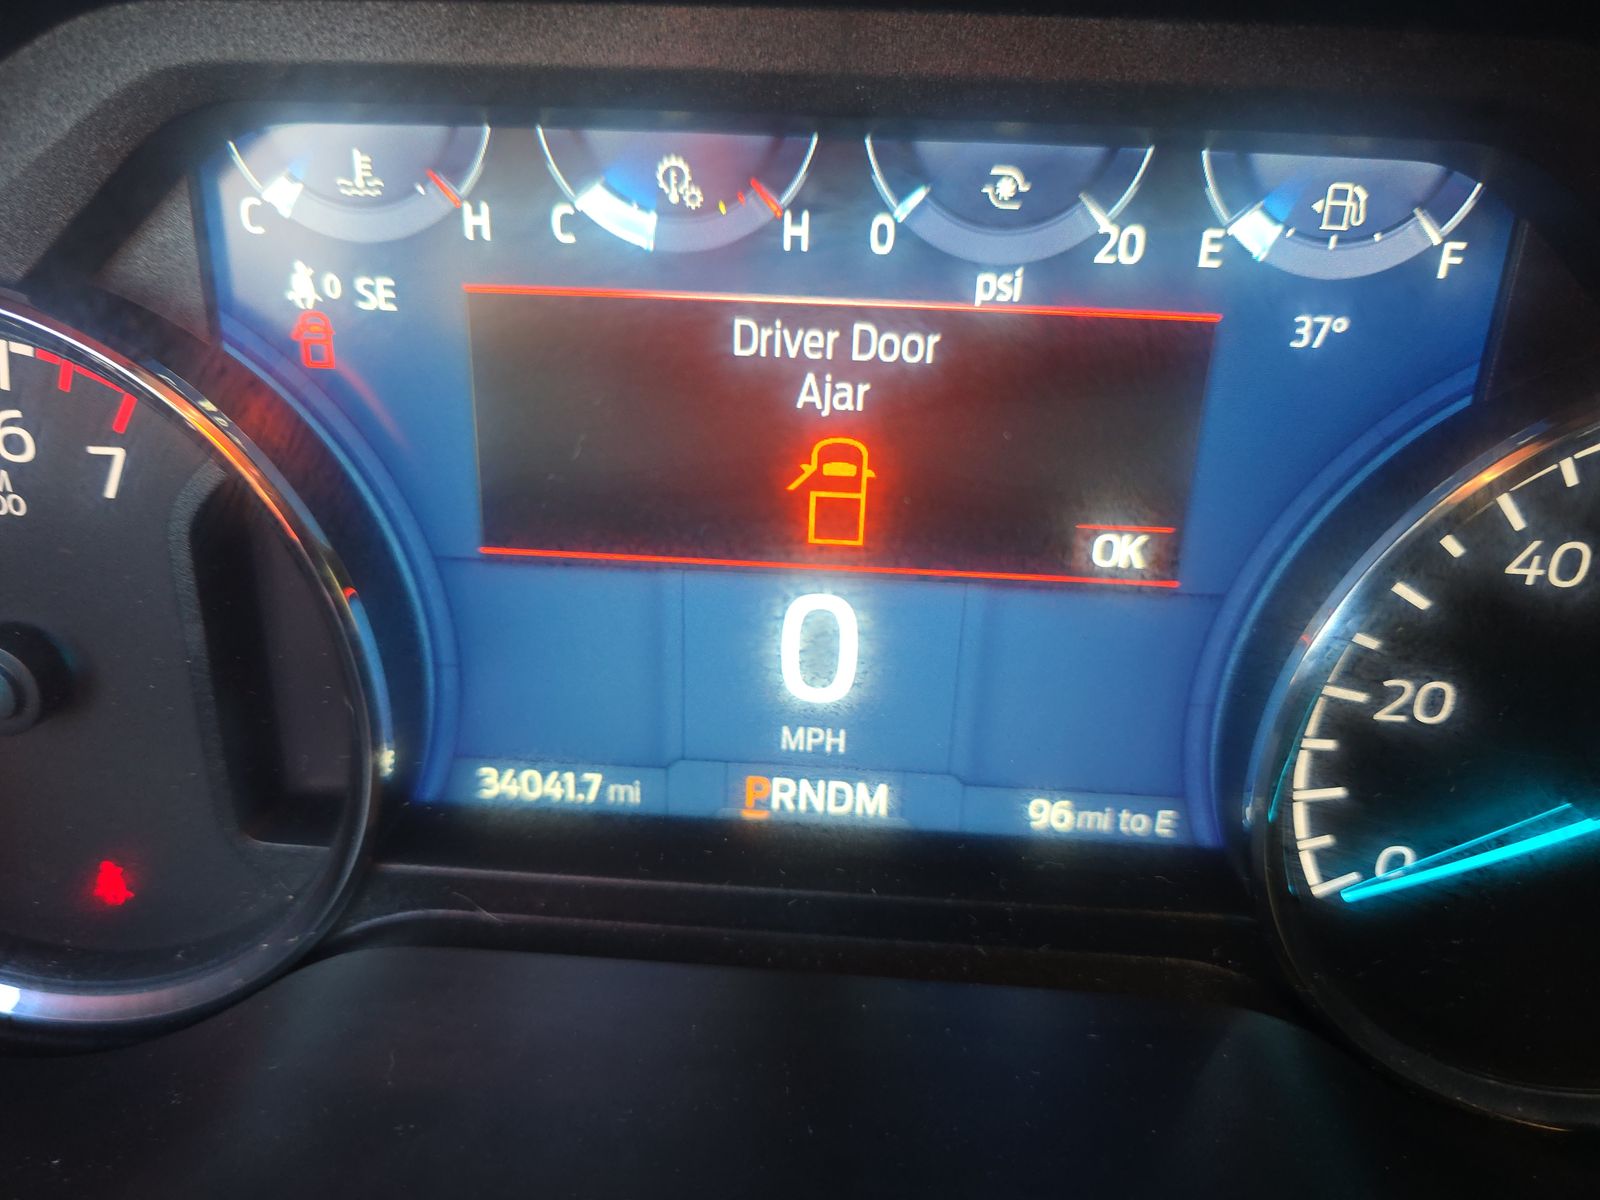 C H
C H
0 20
psi
E F
0 SE
37°
Driver Door
Ajar
OK
6
7
0
MPH
34041.7 mi
PRNDM
96 mi to E
40
20
0